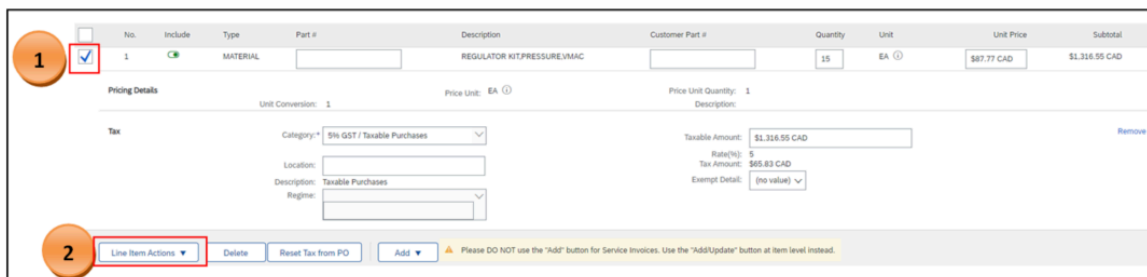 No. Include Type Part # Description Customer Part # Quantity Unit Unit Price Subtotal
1
1 MATERIAL REGULATOR KIT,PRESSURE,VMAC 15 EA $87.77 CAD $1,316.55 CAD
Pricing Details Price Unit: EA Price Unit Quantity: 1
Unit Conversion: 1 Description:
Tax Category:* 5% GST / Taxable Purchases Taxable Amount: $1,316.55 CAD Remove
Rate(%): 5
Location: Tax Amount: $65.83 CAD
Description: Taxable Purchases Exempt Detail: (no value)
Regime:
2
Line Item Actions ▼ Delete Reset Tax from PO Add ▼ Please DO NOT use the "Add" button for Service Invoices. Use the "Add/Update" button at item level instead.